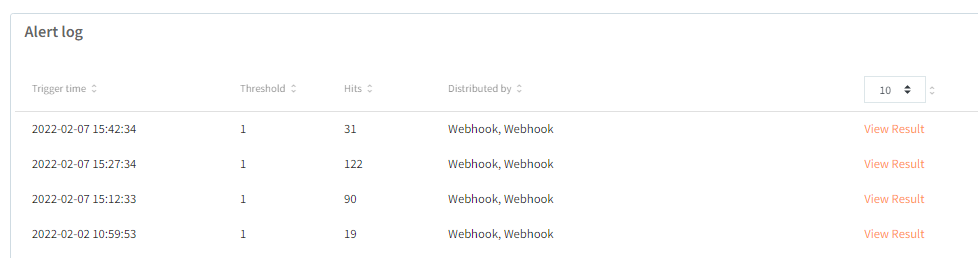 Alert log
Trigger time Threshold Hits Distributed by 10
2022-02-07 15:42:34 1 31 Webhook, Webhook View Result
2022-02-07 15:27:34 1 122 Webhook, Webhook View Result
2022-02-07 15:12:33 1 90 Webhook, Webhook View Result
2022-02-02 10:59:53 1 19 Webhook, Webhook View Result